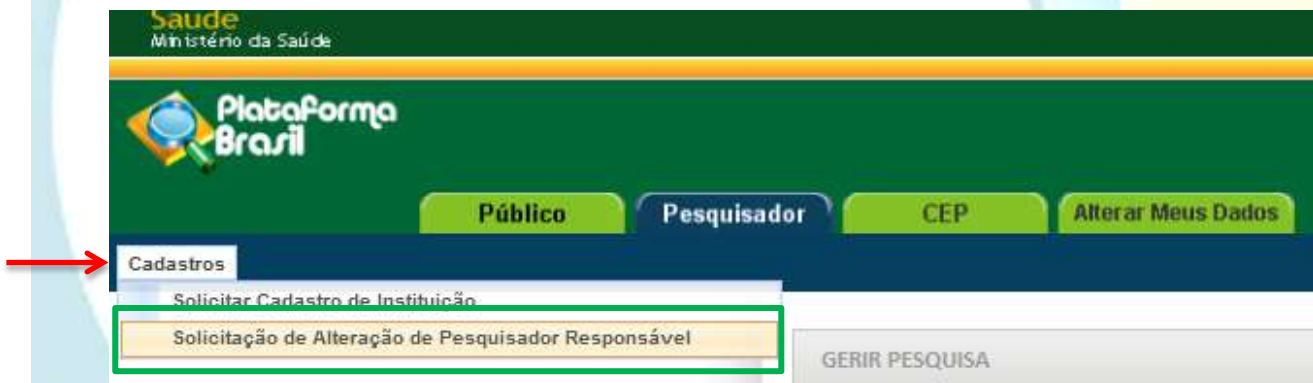 Saúde
Ministério da Saúde
Plataforma
Brasil
Público Pesquisador CEP Alterar Meus Dados
Cadastros
Solicitar Cadastro de Instituição
Solicitação de Alteração de Pesquisador Responsável
GERIR PESQUISA